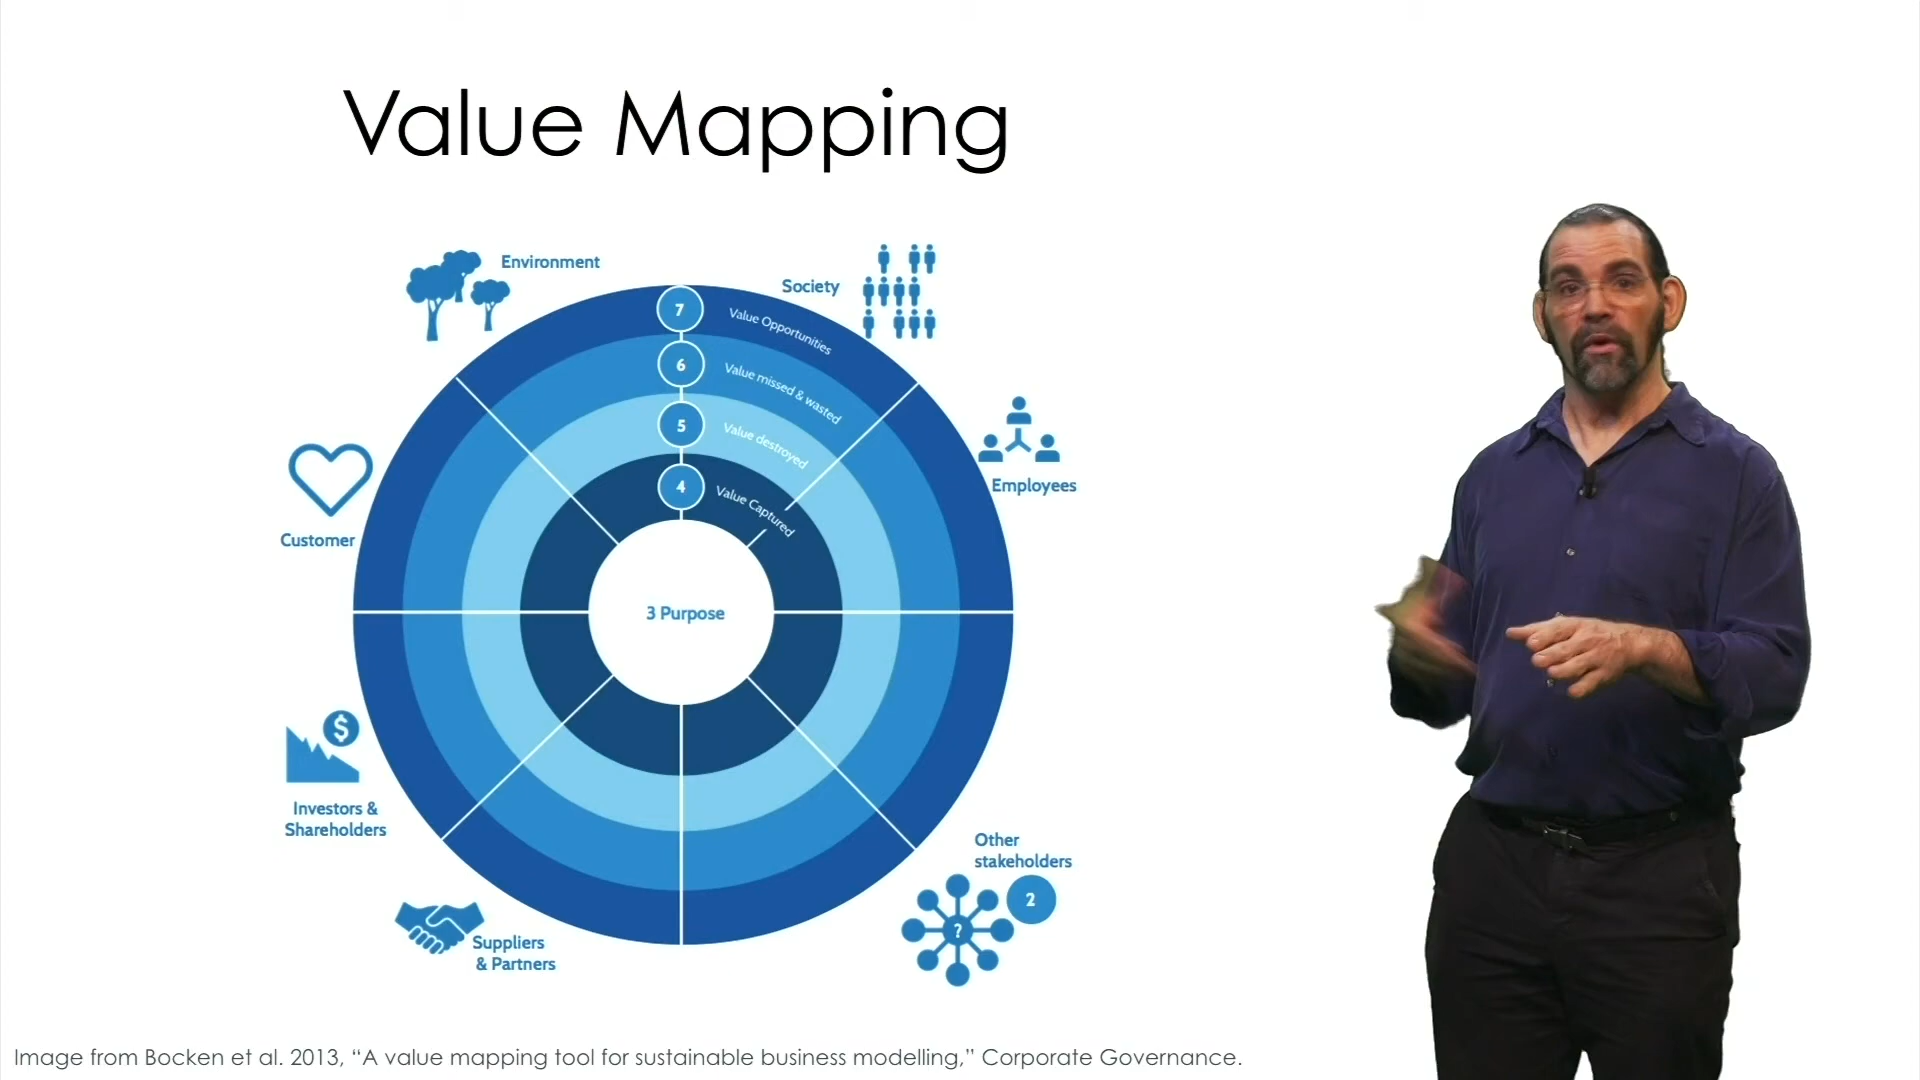 Value Mapping
Environment
Society
7
Value Opportunities
6
Value missed & wasted
5
Value destroyed
4
Value Captured
Employees
Customer
3 Purpose
$
Investors &
Shareholders
Other
stakeholders
2
?
Suppliers
& Partners
Image from Bocken et al. 2013, “A value mapping tool for sustainable business modelling,” Corporate Governance.